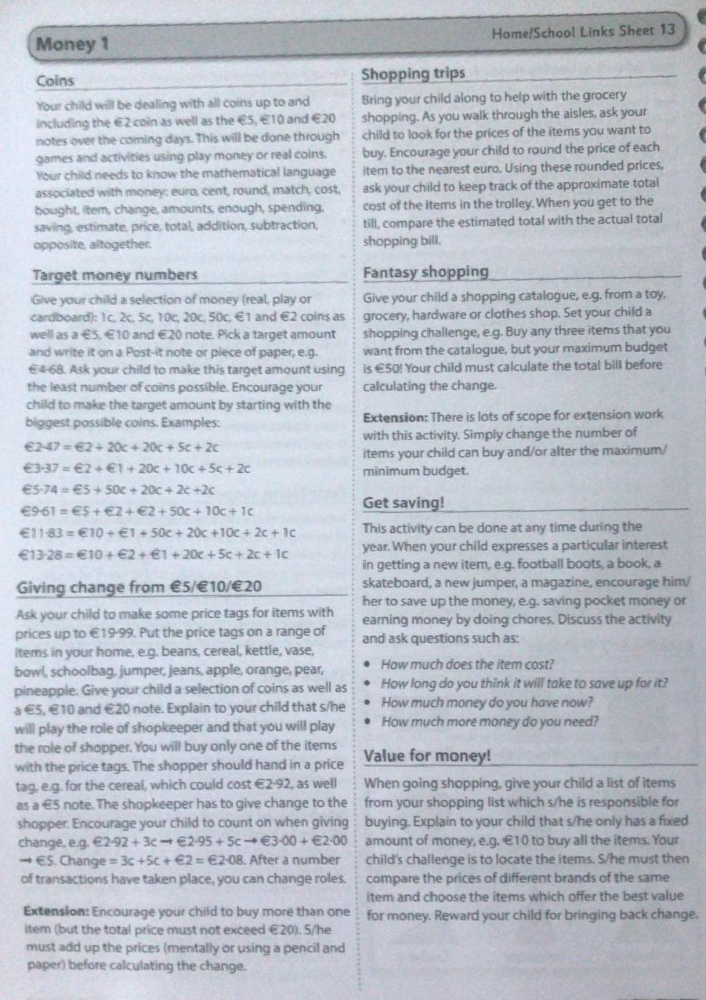 Money 1
Home/School Links Sheet 13
Coins
Your child will be dealing with all coins up to and
including the €2 coin as well as the €5, €10 and €20
notes over the coming days. This will be done through
games and activities using play money or real coins.
Your child needs to know the mathematical language
associated with money: euro, cent, round, match, cost,
bought, item, change, amounts, enough, spending,
saving, estimate, price, total, addition, subtraction,
opposite, altogether.
Target money numbers
Give your child a selection of money (real, play or
cardboard): 1c, 2c, 5c, 10c, 20c, 50c, €1 and €2 coins as
well as a €5, €10 and €20 note. Pick a target amount
and write it on a Post-it note or piece of paper, e.g.
€4·68. Ask your child to make this target amount using
the least number of coins possible. Encourage your
child to make the target amount by starting with the
biggest possible coins. Examples:
€2·47 = €2 + 20c + 20c + 5c + 2c
€3·37 = €2 + €1 + 20c + 10c + 5c + 2c
€5·74 = €5 + 50c + 20c + 2c +2c
€9·61 = €5 + €2 + €2 + 50c + 10c + 1c
€11·83 = €10 + €1 + 50c + 20c +10c + 2c + 1c
€13·28 = €10 + €2 + €1 + 20c + 5c + 2c + 1c
Giving change from €5/€10/€20
Ask your child to make some price tags for items with
prices up to €19·99. Put the price tags on a range of
items in your home, e.g. beans, cereal, kettle, vase,
bowl, schoolbag, jumper, jeans, apple, orange, pear,
pineapple. Give your child a selection of coins as well as
a €5, €10 and €20 note. Explain to your child that s/he
will play the role of shopkeeper and that you will play
the role of shopper. You will buy only one of the items
with the price tags. The shopper should hand in a price
tag, e.g. for the cereal, which could cost €2·92, as well
as a €5 note. The shopkeeper has to give change to the
shopper. Encourage your child to count on when giving
change, e.g. €2·92 + 3c → €2·95 + 5c → €3·00 + €2·00
→ €5. Change = 3c +5c + €2 = €2·08. After a number
of transactions have taken place, you can change roles.
Extension: Encourage your child to buy more than one
item (but the total price must not exceed €20). S/he
must add up the prices (mentally or using a pencil and
paper) before calculating the change.
Shopping trips
Bring your child along to help with the grocery
shopping. As you walk through the aisles, ask your
child to look for the prices of the items you want to
buy. Encourage your child to round the price of each
item to the nearest euro. Using these rounded prices,
ask your child to keep track of the approximate total
cost of the items in the trolley. When you get to the
till, compare the estimated total with the actual total
shopping bill.
Fantasy shopping
Give your child a shopping catalogue, e.g. from a toy,
grocery, hardware or clothes shop. Set your child a
shopping challenge, e.g. Buy any three items that you
want from the catalogue, but your maximum budget
is €50! Your child must calculate the total bill before
calculating the change.
Extension: There is lots of scope for extension work
with this activity. Simply change the number of
items your child can buy and/or alter the maximum/
minimum budget.
Get saving!
This activity can be done at any time during the
year. When your child expresses a particular interest
in getting a new item, e.g. football boots, a book, a
skateboard, a new jumper, a magazine, encourage him/
her to save up the money, e.g. saving pocket money or
earning money by doing chores. Discuss the activity
and ask questions such as:
• How much does the item cost?
• How long do you think it will take to save up for it?
• How much money do you have now?
• How much more money do you need?
Value for money!
When going shopping, give your child a list of items
from your shopping list which s/he is responsible for
buying. Explain to your child that s/he only has a fixed
amount of money, e.g. €10 to buy all the items. Your
child's challenge is to locate the items. S/he must then
compare the prices of different brands of the same
item and choose the items which offer the best value
for money. Reward your child for bringing back change.